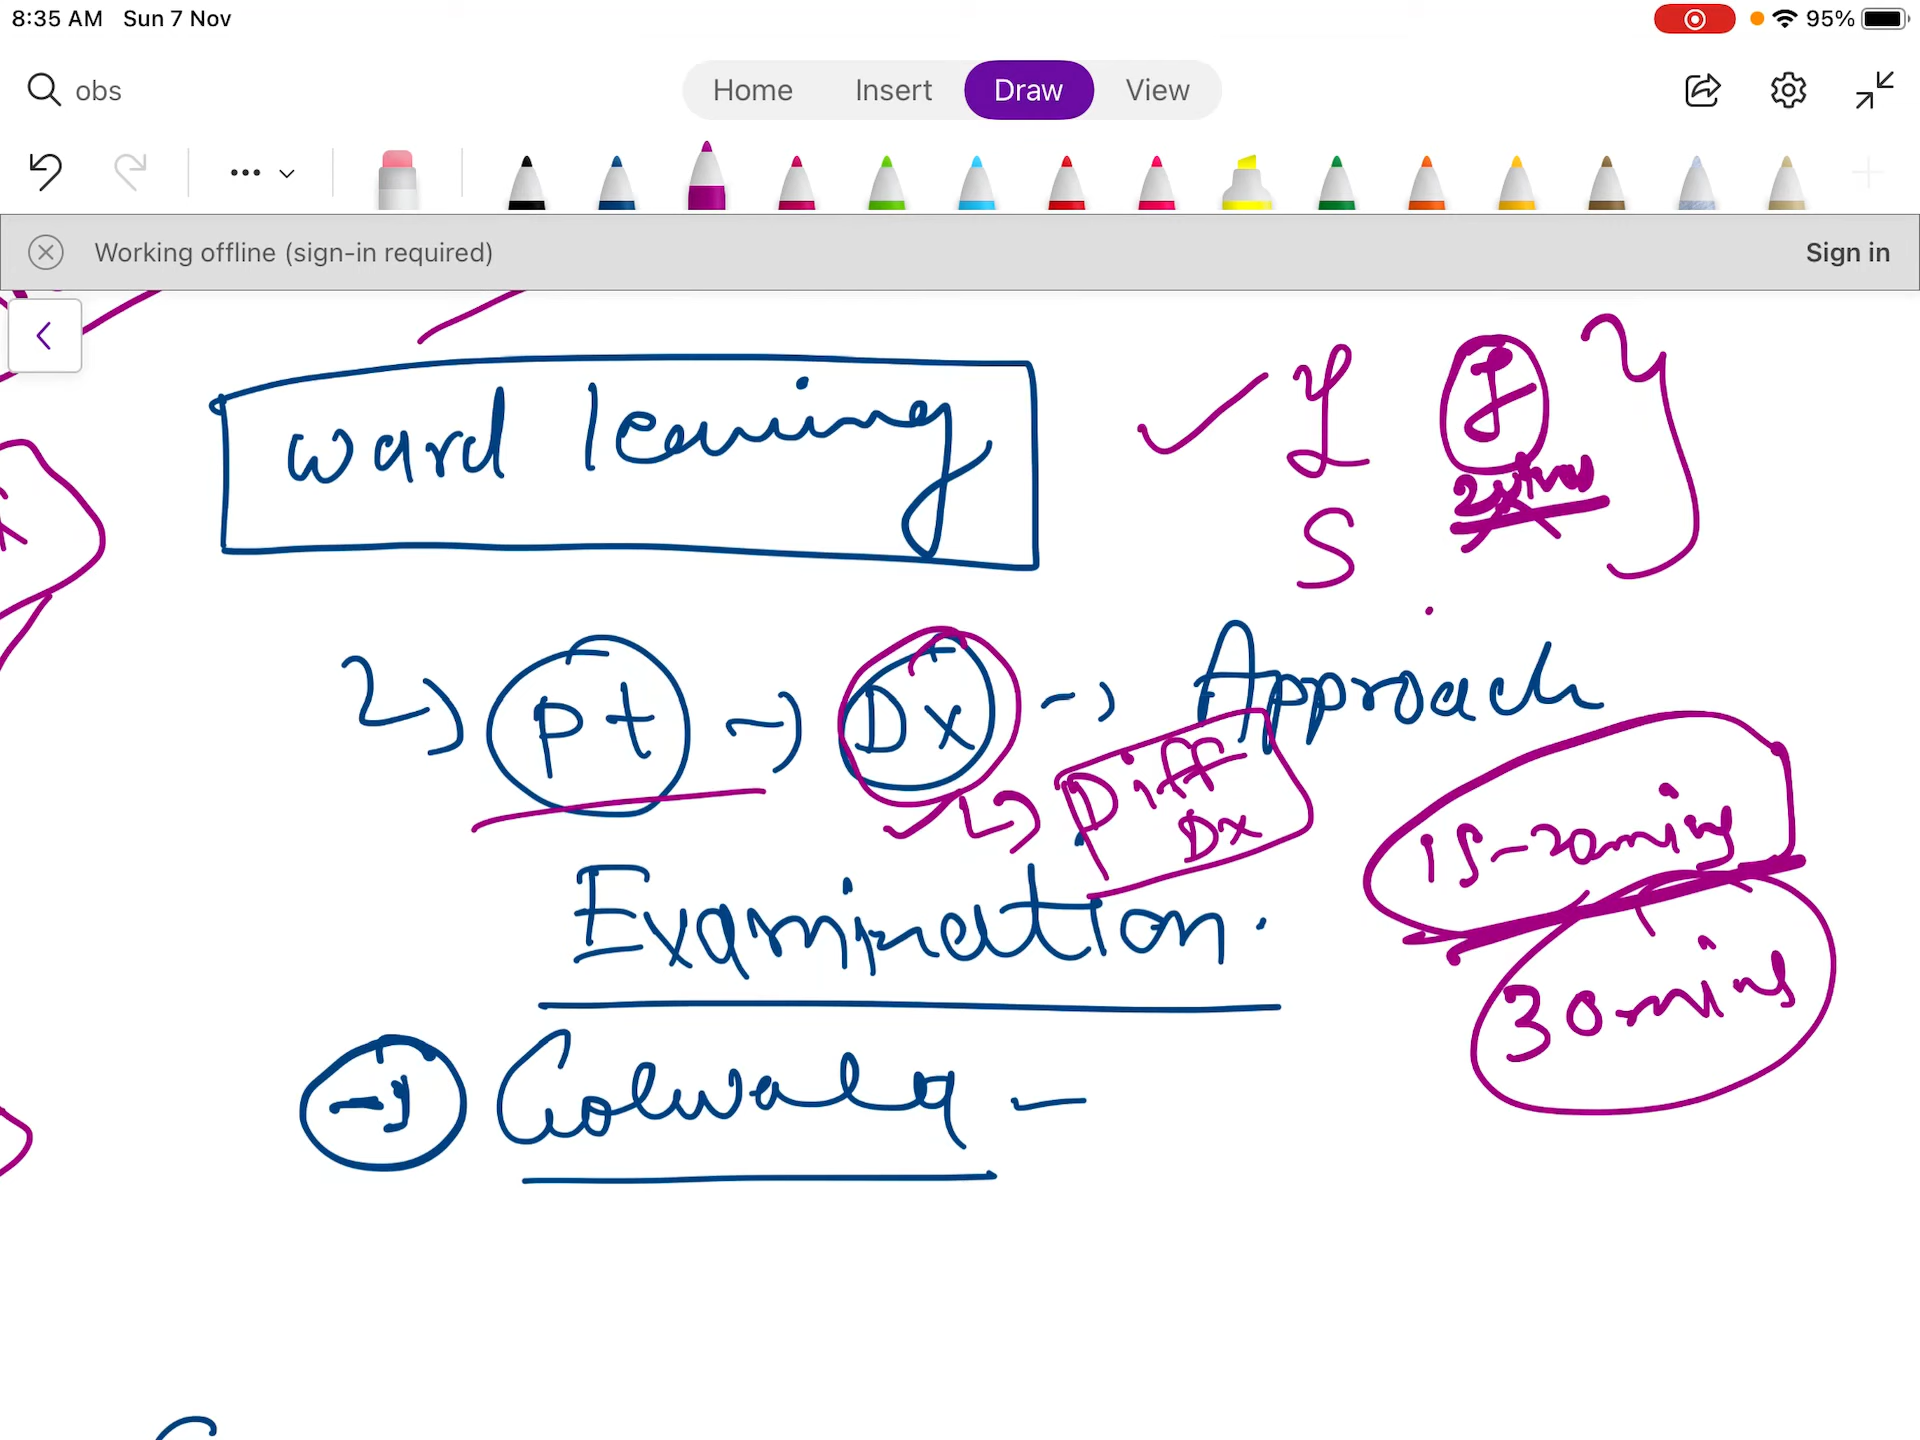 8:35 AM Sun 7 Nov 95%
obs Home Insert Draw View
Working offline (sign-in required) Sign in
ward learning
S
2) pt → Dx → Approach
Diff
Dx
15-20 mins
Examination.
30 mins